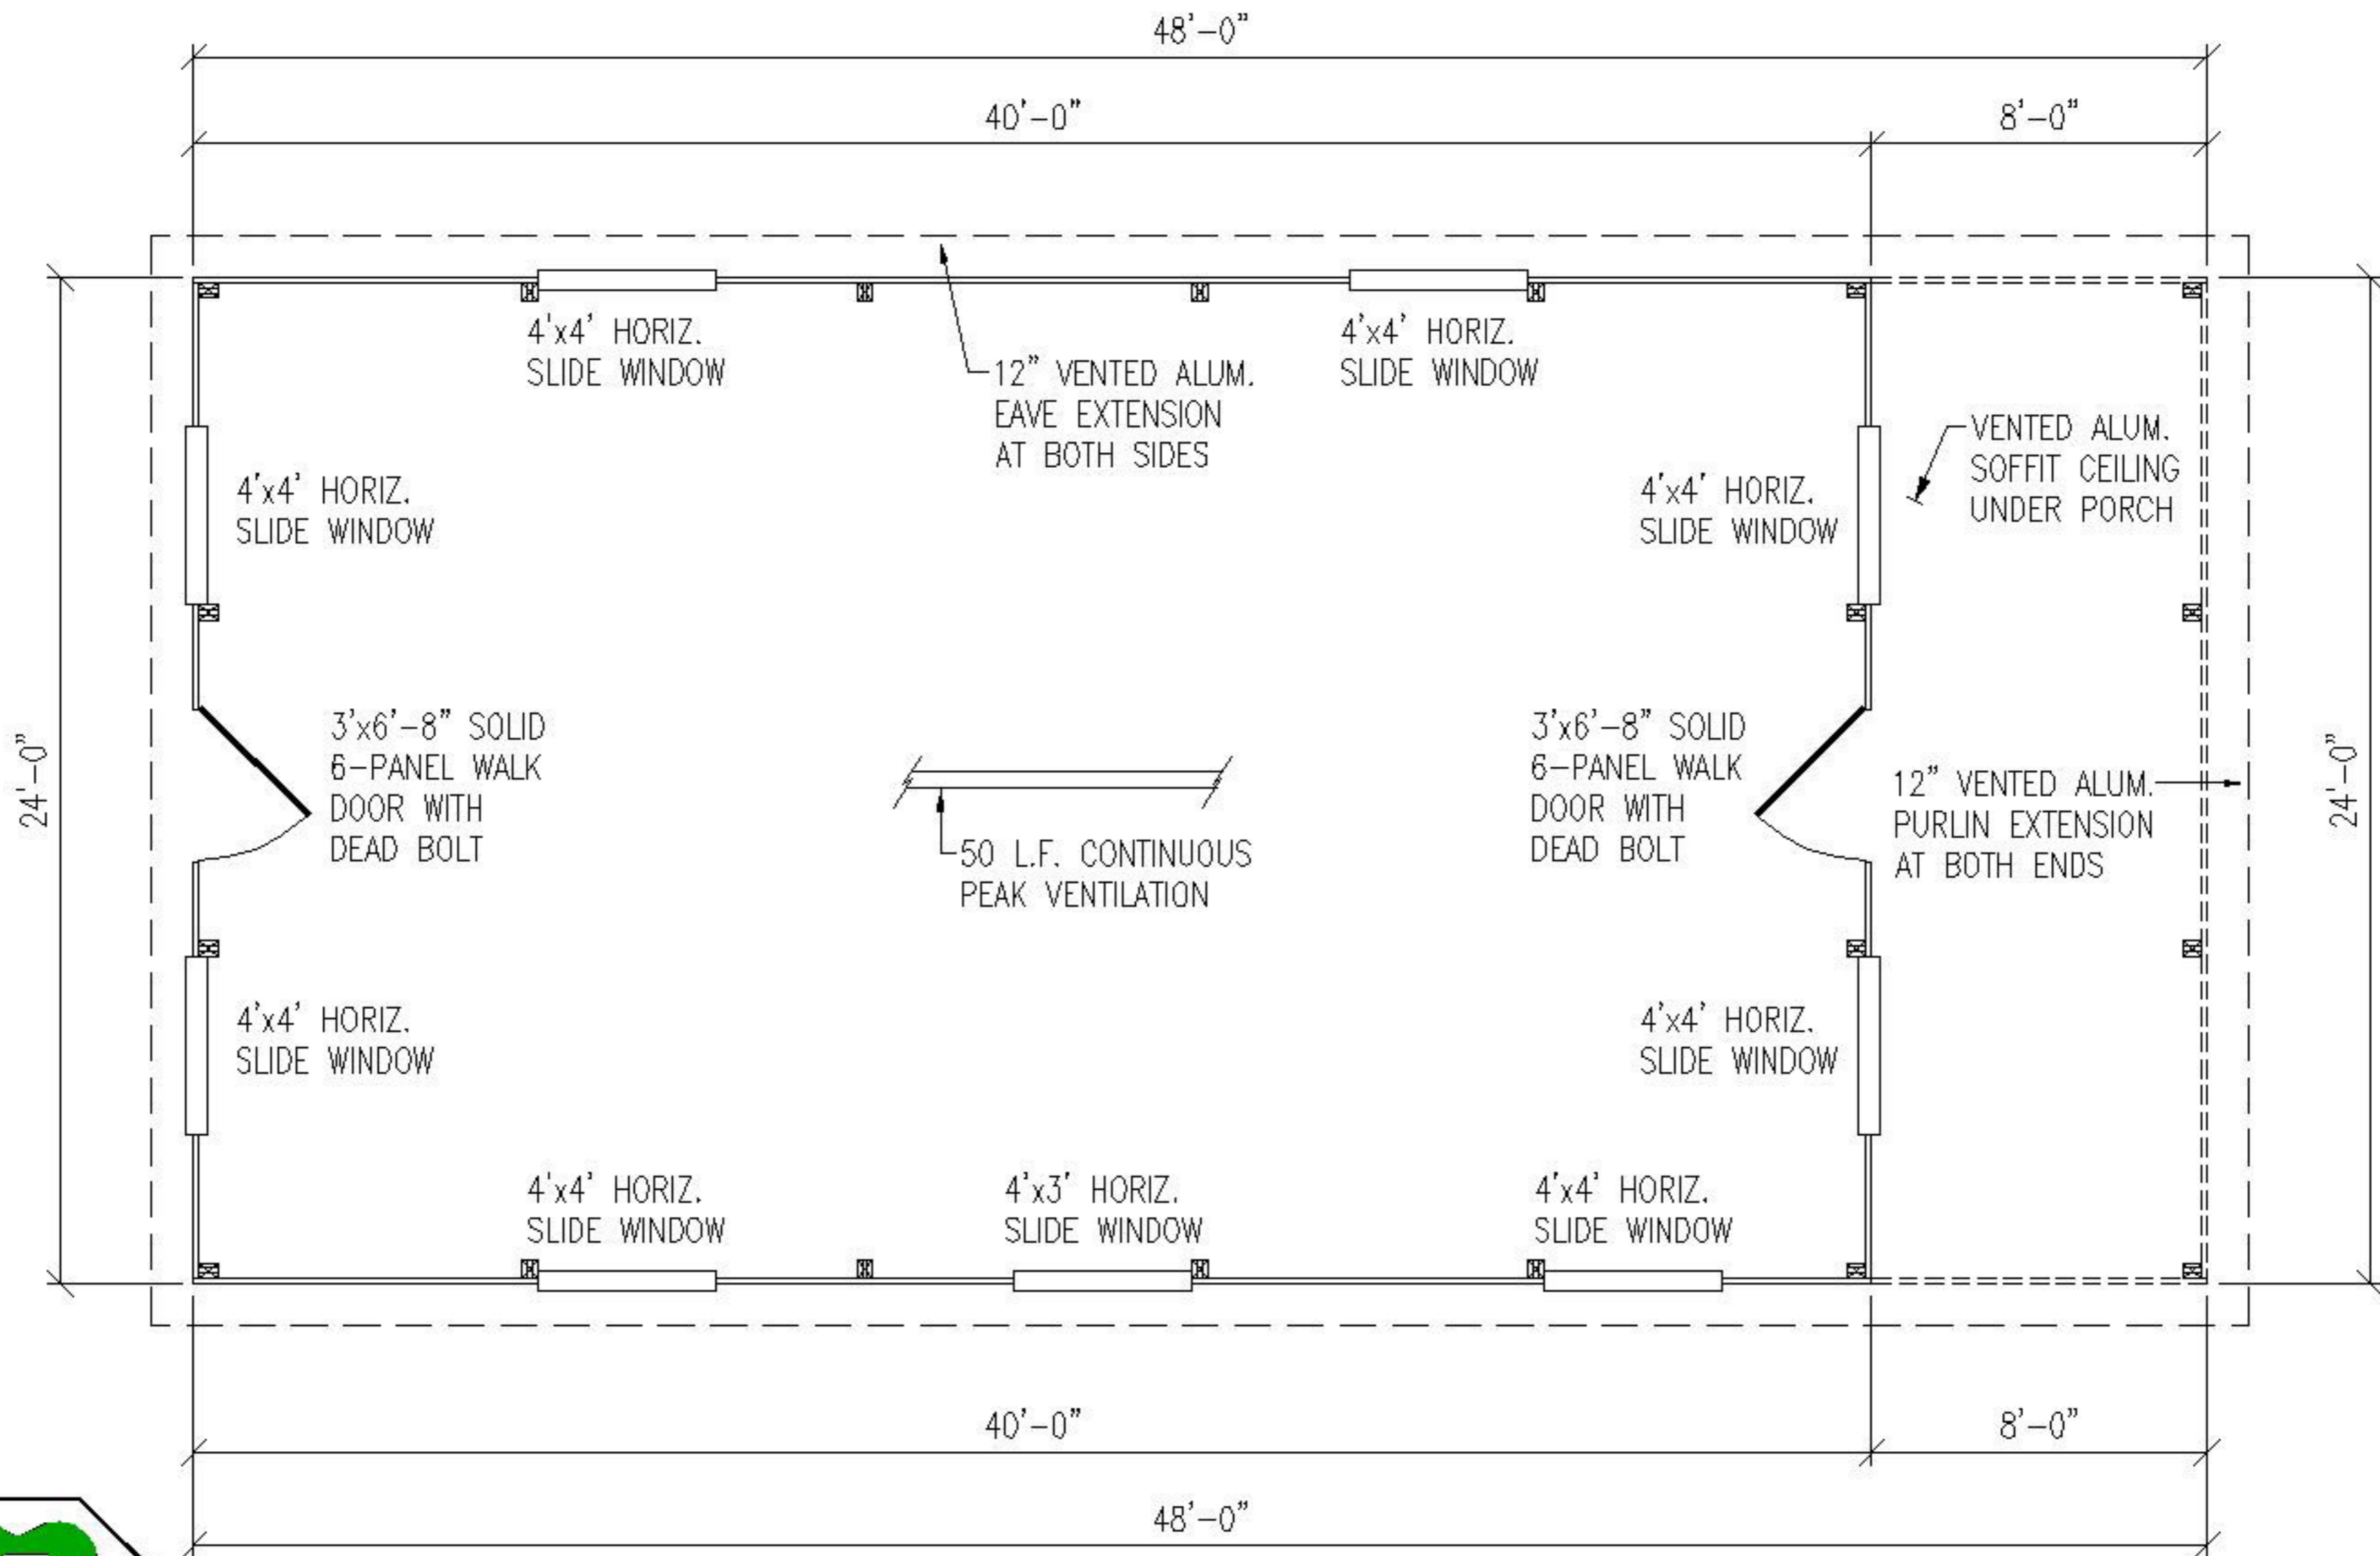 48'-0"
40'-0"
8'-0"
4'x4' HORIZ.
SLIDE WINDOW
4'x4' HORIZ.
SLIDE WINDOW
12" VENTED ALUM.
EAVE EXTENSION
AT BOTH SIDES
VENTED ALUM.
SOFFIT CEILING
UNDER PORCH
4'x4' HORIZ.
SLIDE WINDOW
4'x4' HORIZ.
SLIDE WINDOW
24'-0"
3'x6'-8" SOLID
6-PANEL WALK
DOOR WITH
DEAD BOLT
50 L.F. CONTINUOUS
PEAK VENTILATION
3'x6'-8" SOLID
6-PANEL WALK
DOOR WITH
DEAD BOLT
12" VENTED ALUM.
PURLIN EXTENSION
AT BOTH ENDS
24'-0"
4'x4' HORIZ.
SLIDE WINDOW
4'x4' HORIZ.
SLIDE WINDOW
4'x4' HORIZ.
SLIDE WINDOW
4'x3' HORIZ.
SLIDE WINDOW
4'x4' HORIZ.
SLIDE WINDOW
40'-0"
8'-0"
48'-0"